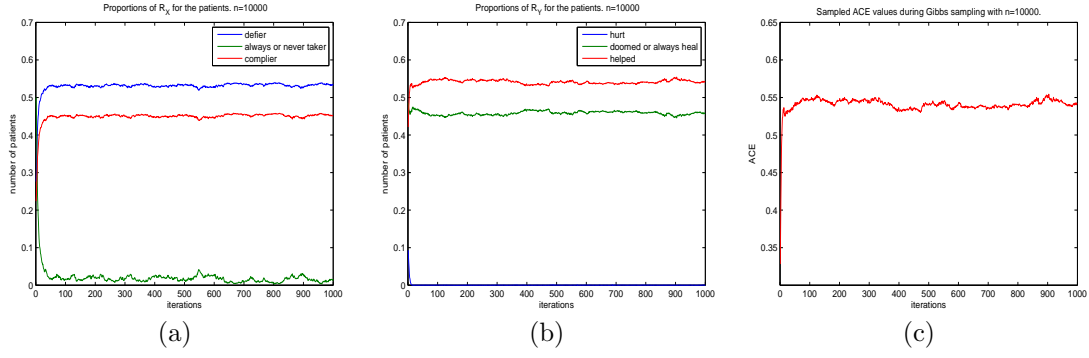 Proportions of R_X for the patients. n=10000
number of patients
0.7
0.6
0.5
0.4
0.3
0.2
0.1
0
defier
always or never taker
complier
0 100 200 300 400 500 600 700 800 900 1000
iterations
(a)
Proportions of R_Y for the patients. n=10000
number of patients
0.7
0.6
0.5
0.4
0.3
0.2
0.1
0
hurt
doomed or always heal
helped
0 100 200 300 400 500 600 700 800 900 1000
iterations
(b)
Sampled ACE values during Gibbs sampling with n=10000.
ACE
0.65
0.6
0.55
0.5
0.45
0.4
0.35
0 100 200 300 400 500 600 700 800 900 1000
iterations
(c)